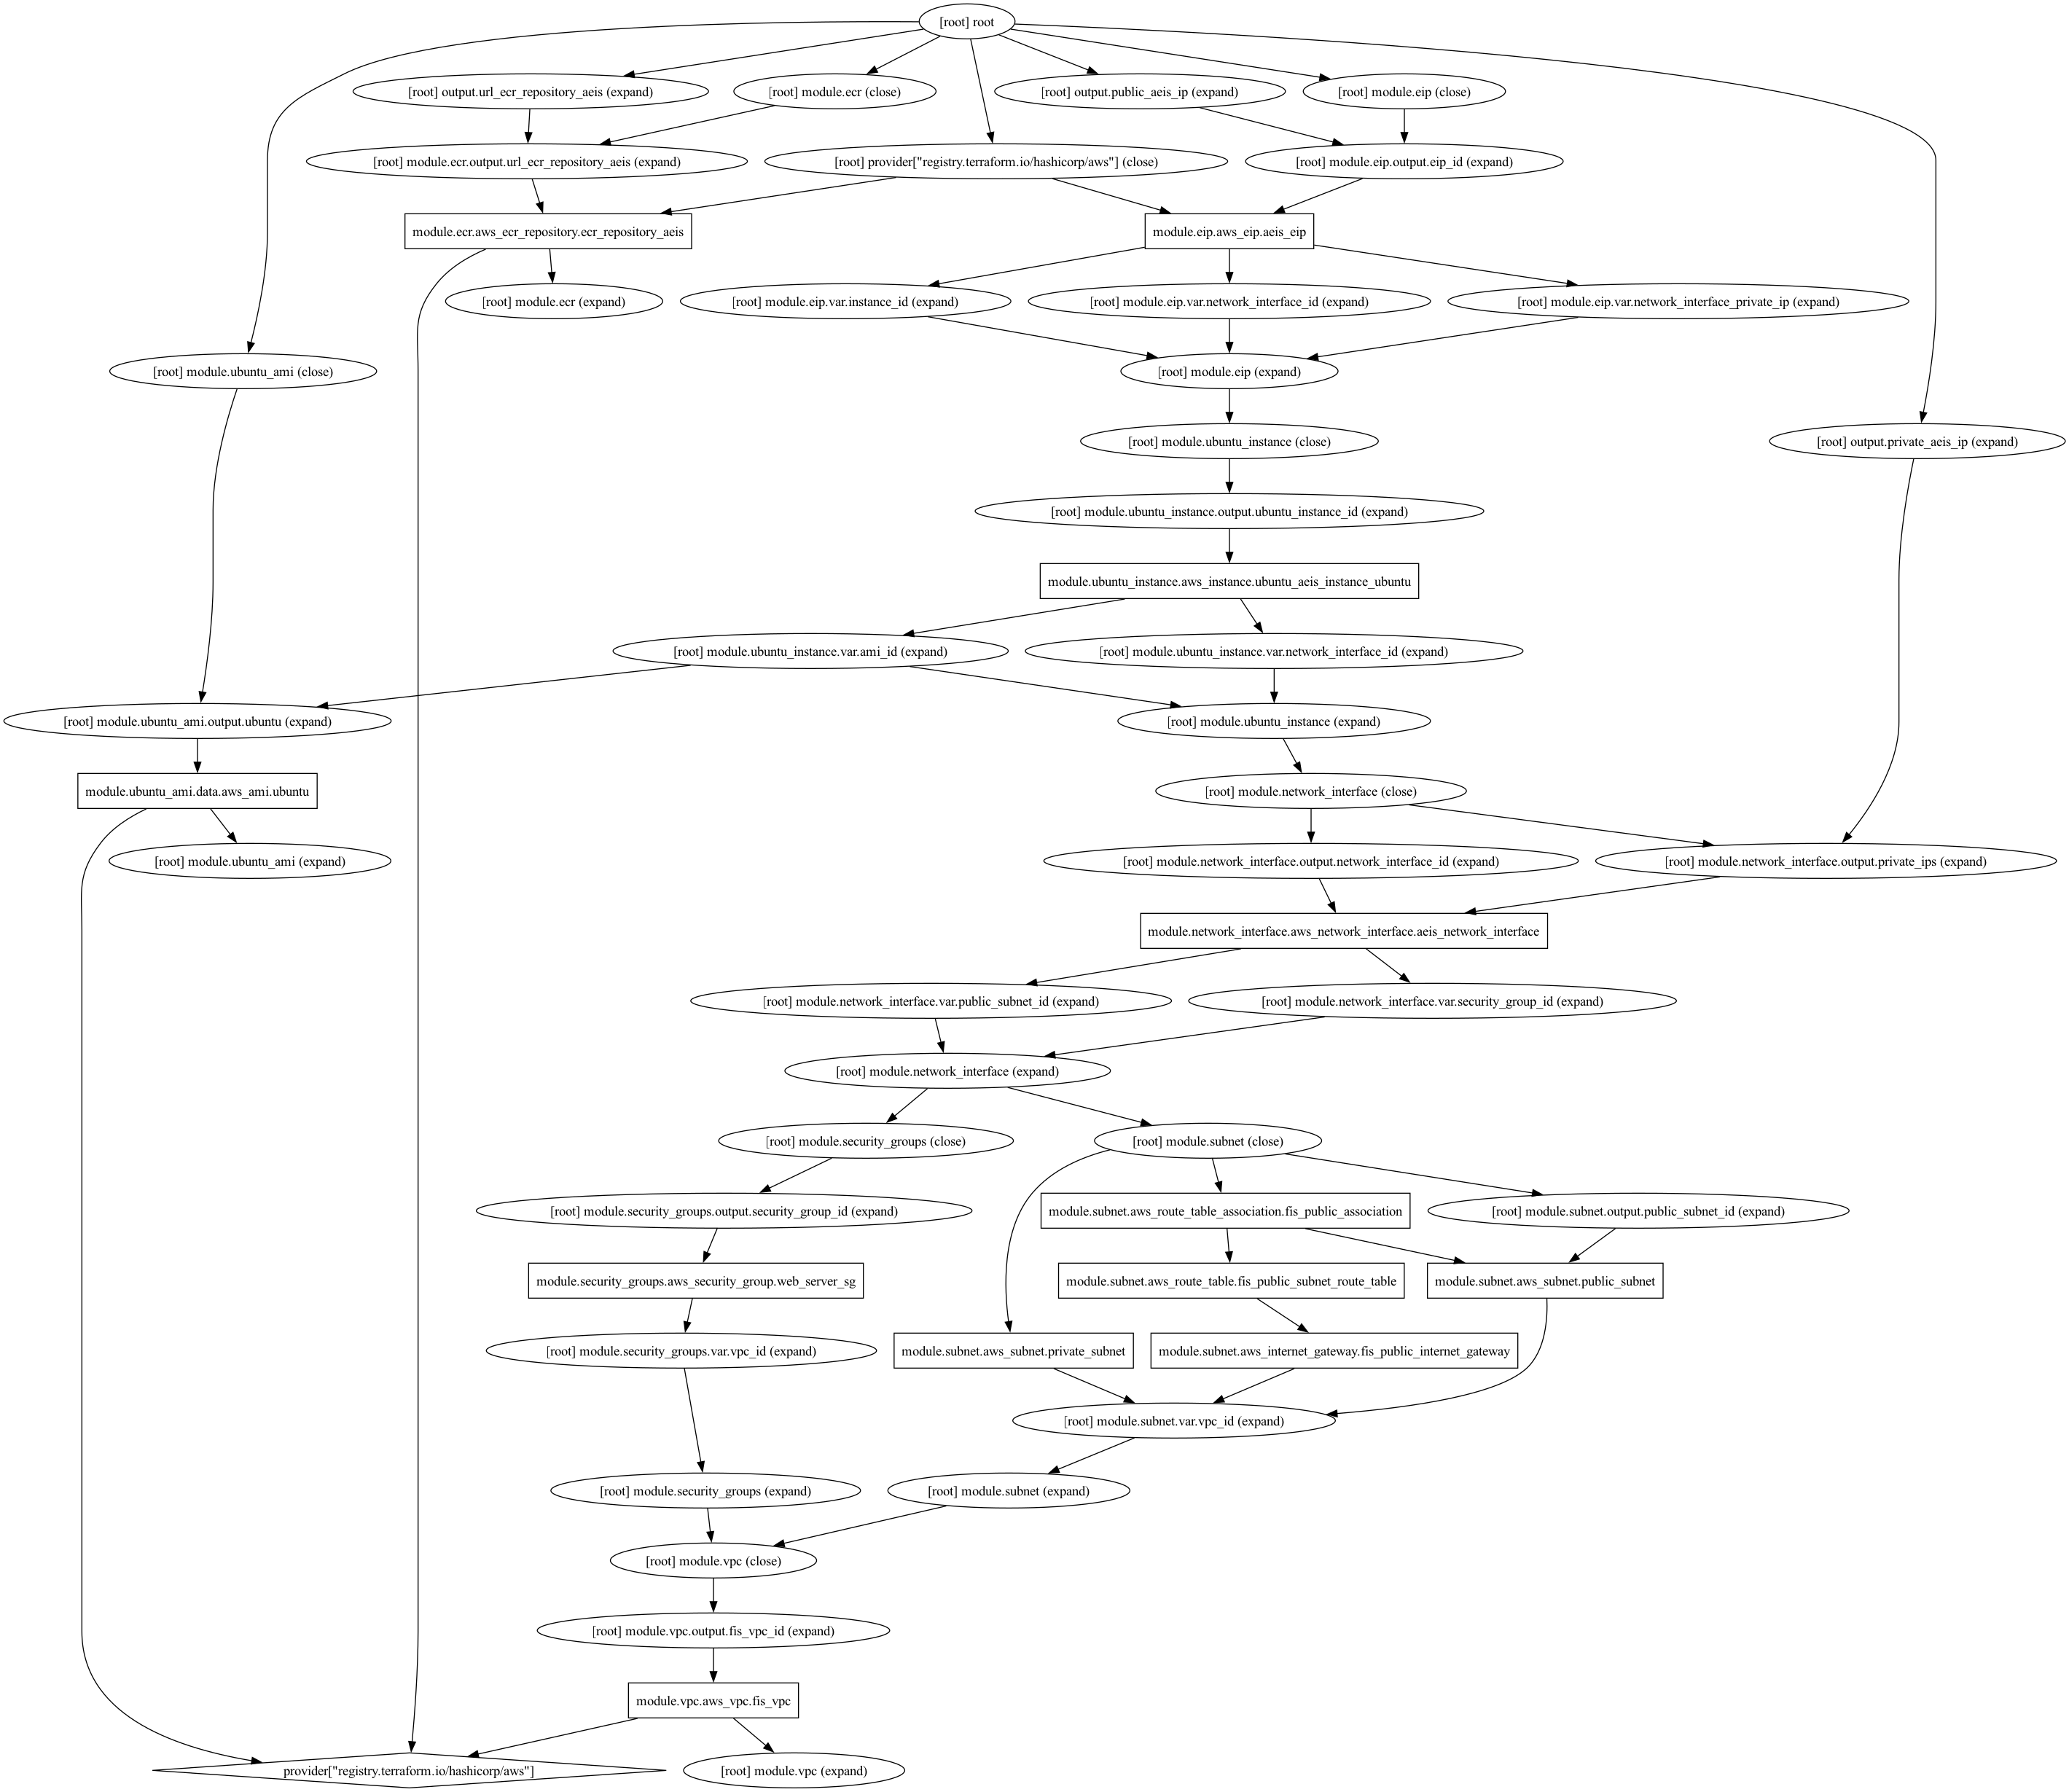 [root] root
[root] output.url_ecr_repository_aeis (expand)
[root] module.ecr (close)
[root] output.public_aeis_ip (expand)
[root] module.eip (close)
[root] module.ecr.output.url_ecr_repository_aeis (expand)
[root] provider["registry.terraform.io/hashicorp/aws"] (close)
[root] module.eip.output.eip_id (expand)
module.ecr.aws_ecr_repository.ecr_repository_aeis
module.eip.aws_eip.aeis_eip
[root] module.ecr (expand)
[root] module.eip.var.instance_id (expand)
[root] module.eip.var.network_interface_id (expand)
[root] module.eip.var.network_interface_private_ip (expand)
[root] module.ubuntu_ami (close)
[root] module.eip (expand)
[root] module.ubuntu_instance (close)
[root] output.private_aeis_ip (expand)
[root] module.ubuntu_instance.output.ubuntu_instance_id (expand)
module.ubuntu_instance.aws_instance.ubuntu_aeis_instance_ubuntu
[root] module.ubuntu_instance.var.ami_id (expand)
[root] module.ubuntu_instance.var.network_interface_id (expand)
[root] module.ubuntu_ami.output.ubuntu (expand)
[root] module.ubuntu_instance (expand)
module.ubuntu_ami.data.aws_ami.ubuntu
[root] module.network_interface (close)
[root] module.ubuntu_ami (expand)
[root] module.network_interface.output.network_interface_id (expand)
[root] module.network_interface.output.private_ips (expand)
module.network_interface.aws_network_interface.aeis_network_interface
[root] module.network_interface.var.public_subnet_id (expand)
[root] module.network_interface.var.security_group_id (expand)
[root] module.network_interface (expand)
[root] module.security_groups (close)
[root] module.subnet (close)
[root] module.security_groups.output.security_group_id (expand)
module.subnet.aws_route_table_association.fis_public_association
[root] module.subnet.output.public_subnet_id (expand)
module.security_groups.aws_security_group.web_server_sg
module.subnet.aws_route_table.fis_public_subnet_route_table
module.subnet.aws_subnet.public_subnet
[root] module.security_groups.var.vpc_id (expand)
module.subnet.aws_subnet.private_subnet
module.subnet.aws_internet_gateway.fis_public_internet_gateway
[root] module.subnet.var.vpc_id (expand)
[root] module.security_groups (expand)
[root] module.subnet (expand)
[root] module.vpc (close)
[root] module.vpc.output.fis_vpc_id (expand)
module.vpc.aws_vpc.fis_vpc
provider["registry.terraform.io/hashicorp/aws"]
[root] module.vpc (expand)